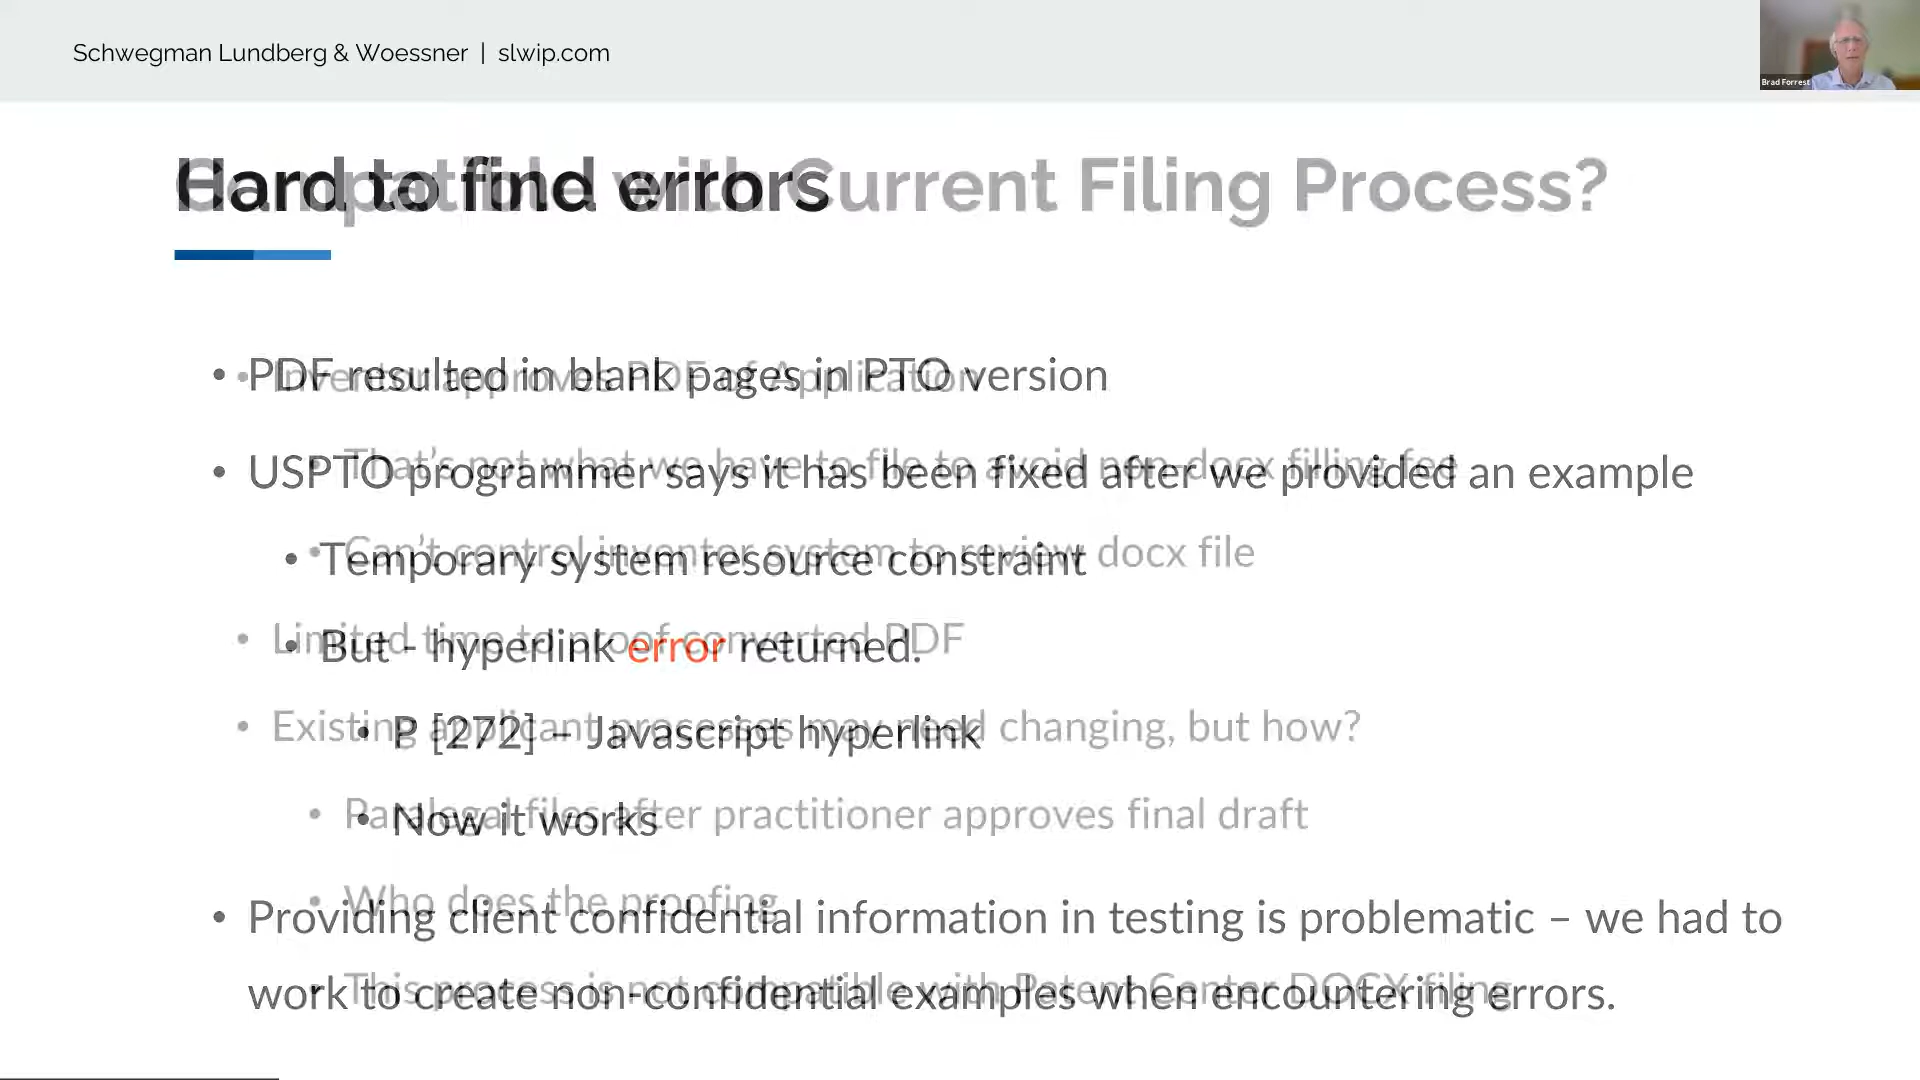 Schwegman Lundberg & Woessner | slwip.com
Brad Forrest
Hard to find errors
Compatible with Current Filing Process?
• PDF resulted in blank pages in PTO version
• Inventor approves PDF of Application
• USPTO programmer says it has been fixed after we provided an example
• That's not what we have to file to avoid non-docx filling fee
• Temporary system resource constraint
• Can't control inventor system to review docx file
• But - hyperlink error returned.
• Limited time to proof converted PDF
• P [272] – Javascript hyperlink
• Existing applicant processes may need changing, but how?
• Now it works
• Paralegal files after practitioner approves final draft
• Who does the proofing
• Providing client confidential information in testing is problematic – we had to
work to create non-confidential examples when encountering errors.
• This process is not compatible with Patent Center DOCX filing